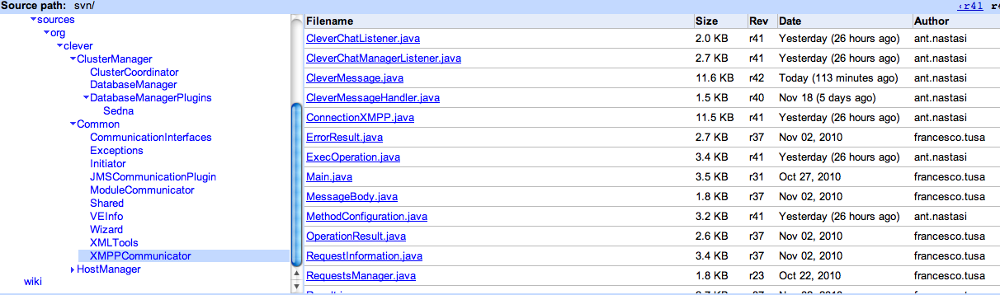 Source path: svn/ ‹r41 r4
sources
org
clever
ClusterManager
ClusterCoordinator
DatabaseManager
DatabaseManagerPlugins
Sedna
Common
CommunicationInterfaces
Exceptions
Initiator
JMSCommunicationPlugin
ModuleCommunicator
Shared
VEInfo
Wizard
XMLTools
XMPPCommunicator
HostManager
wiki
Filename Size Rev Date Author
CleverChatListener.java 2.0 KB r41 Yesterday (26 hours ago) ant.nastasi
CleverChatManagerListener.java 2.7 KB r41 Yesterday (26 hours ago) ant.nastasi
CleverMessage.java 11.6 KB r42 Today (113 minutes ago) ant.nastasi
CleverMessageHandler.java 1.5 KB r40 Nov 18 (5 days ago) ant.nastasi
ConnectionXMPP.java 11.5 KB r41 Yesterday (26 hours ago) ant.nastasi
ErrorResult.java 2.7 KB r37 Nov 02, 2010 francesco.tusa
ExecOperation.java 3.4 KB r41 Yesterday (26 hours ago) ant.nastasi
Main.java 3.5 KB r31 Oct 27, 2010 francesco.tusa
MessageBody.java 1.8 KB r37 Nov 02, 2010 francesco.tusa
MethodConfiguration.java 3.2 KB r41 Yesterday (26 hours ago) ant.nastasi
OperationResult.java 2.6 KB r37 Nov 02, 2010 francesco.tusa
RequestInformation.java 3.4 KB r37 Nov 02, 2010 francesco.tusa
RequestsManager.java 1.8 KB r23 Oct 22, 2010 francesco.tusa